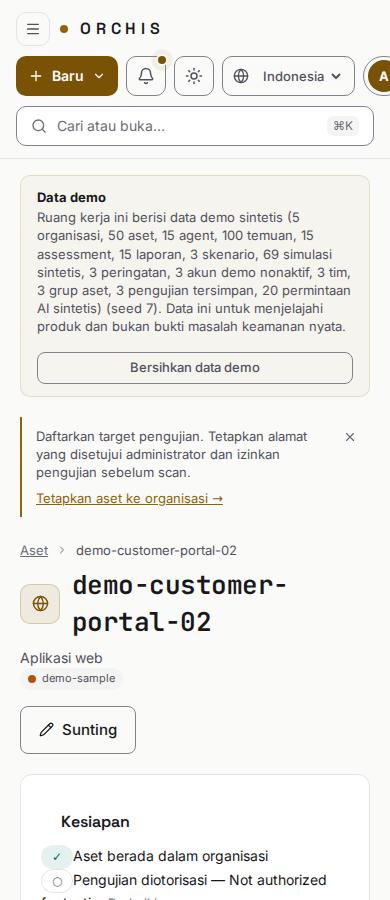 ORCHIS
Baru
Indonesia
A
Cari atau buka...
⌘K
Data demo
Ruang kerja ini berisi data demo sintetis (5
organisasi, 50 aset, 15 agent, 100 temuan, 15
assessment, 15 laporan, 3 skenario, 69 simulasi
sintetis, 3 peringatan, 3 akun demo nonaktif, 3 tim,
3 grup aset, 3 pengujian tersimpan, 20 permintaan
AI sintetis) (seed 7). Data ini untuk menjelajahi
produk dan bukan bukti masalah keamanan nyata.
Bersihkan data demo
Daftarkan target pengujian. Tetapkan alamat
yang disetujui administrator dan izinkan
pengujian sebelum scan.
Tetapkan aset ke organisasi →
Aset > demo-customer-portal-02
demo-customer-
portal-02
Aplikasi web
demo-sample
Sunting
Kesiapan
✓ Aset berada dalam organisasi
○ Pengujian diotorisasi — Not authorized